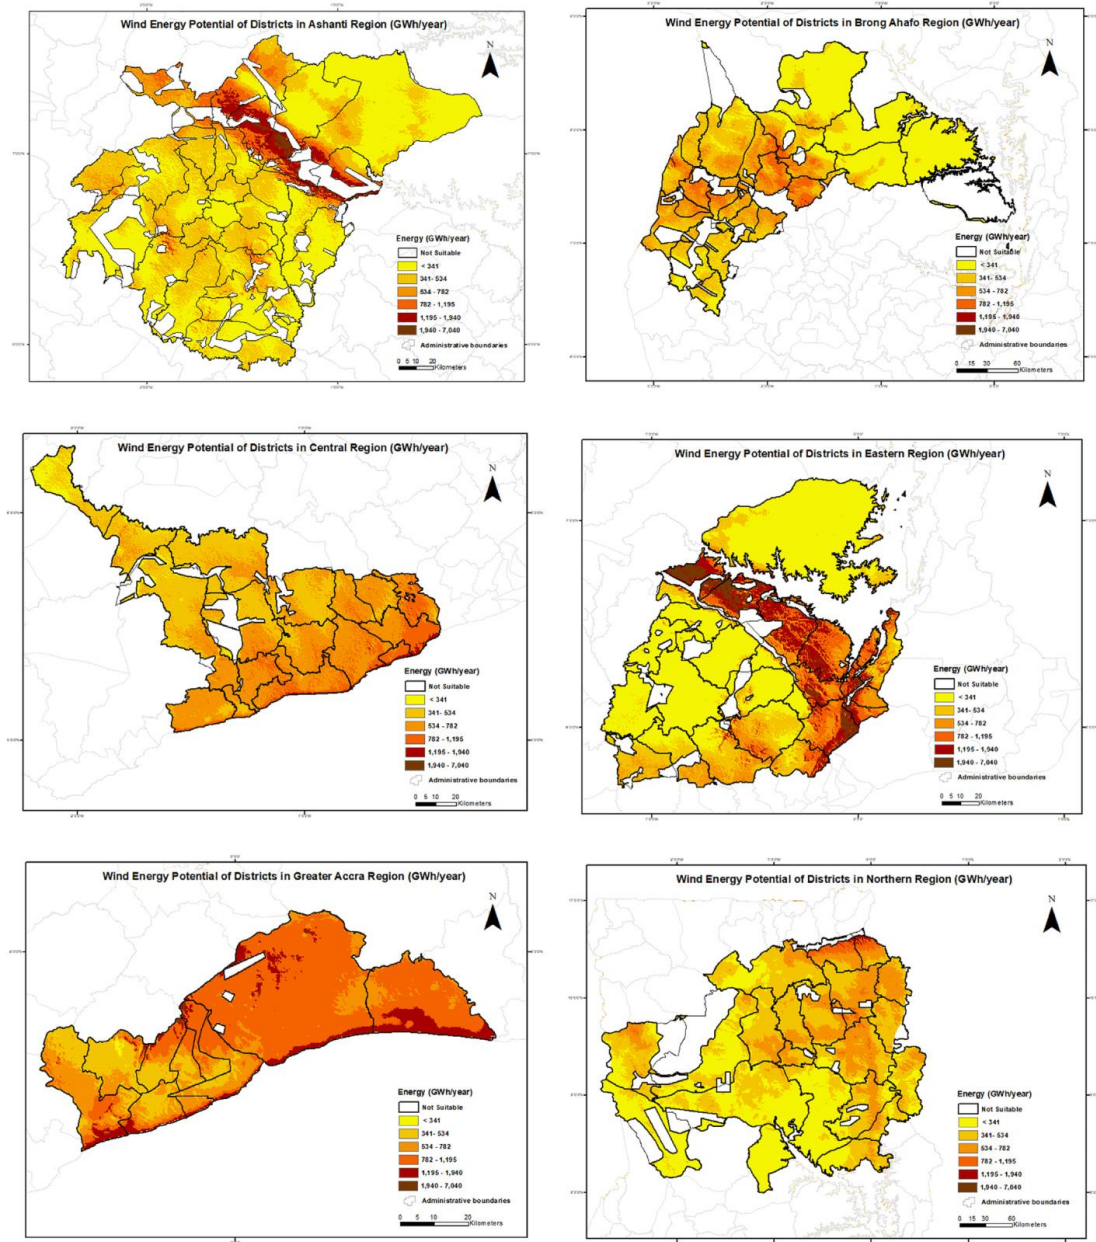 Wind Energy Potential of Districts in Ashanti Region (GWh/year)
N
Energy (GWh/year)
Not Suitable
< 341
341- 534
534 - 782
782 - 1,195
1,195 - 1,940
1,940 - 7,040
Administrative boundaries
0 5 10 20
Kilometers
Wind Energy Potential of Districts in Brong Ahafo Region (GWh/year)
N
Energy (GWh/year)
Not Suitable
< 341
341- 534
534 - 782
782 - 1,195
1,195 - 1,940
1,940 - 7,040
Administrative boundaries
0 15 30 60
Kilometers
Wind Energy Potential of Districts in Central Region (GWh/year)
N
Energy (GWh/year)
Not Suitable
< 341
341- 534
534 - 782
782 - 1,195
1,195 - 1,940
1,940 - 7,040
Administrative boundaries
0 5 10 20
Kilometers
Wind Energy Potential of Districts in Eastern Region (GWh/year)
N
Energy (GWh/year)
Not Suitable
< 341
341- 534
534 - 782
782 - 1,195
1,195 - 1,940
1,940 - 7,040
Administrative boundaries
0 5 10 20
Kilometers
Wind Energy Potential of Districts in Greater Accra Region (GWh/year)
N
Energy (GWh/year)
Not Suitable
< 341
341- 534
534 - 782
782 - 1,195
1,195 - 1,940
1,940 - 7,040
Administrative boundaries
0 5 10 20
Kilometers
Wind Energy Potential of Districts in Northern Region (GWh/year)
N
Energy (GWh/year)
Not Suitable
< 341
341- 534
534 - 782
782 - 1,195
1,195 - 1,940
1,940 - 7,040
Administrative boundaries
0 15 30 60
Kilometers